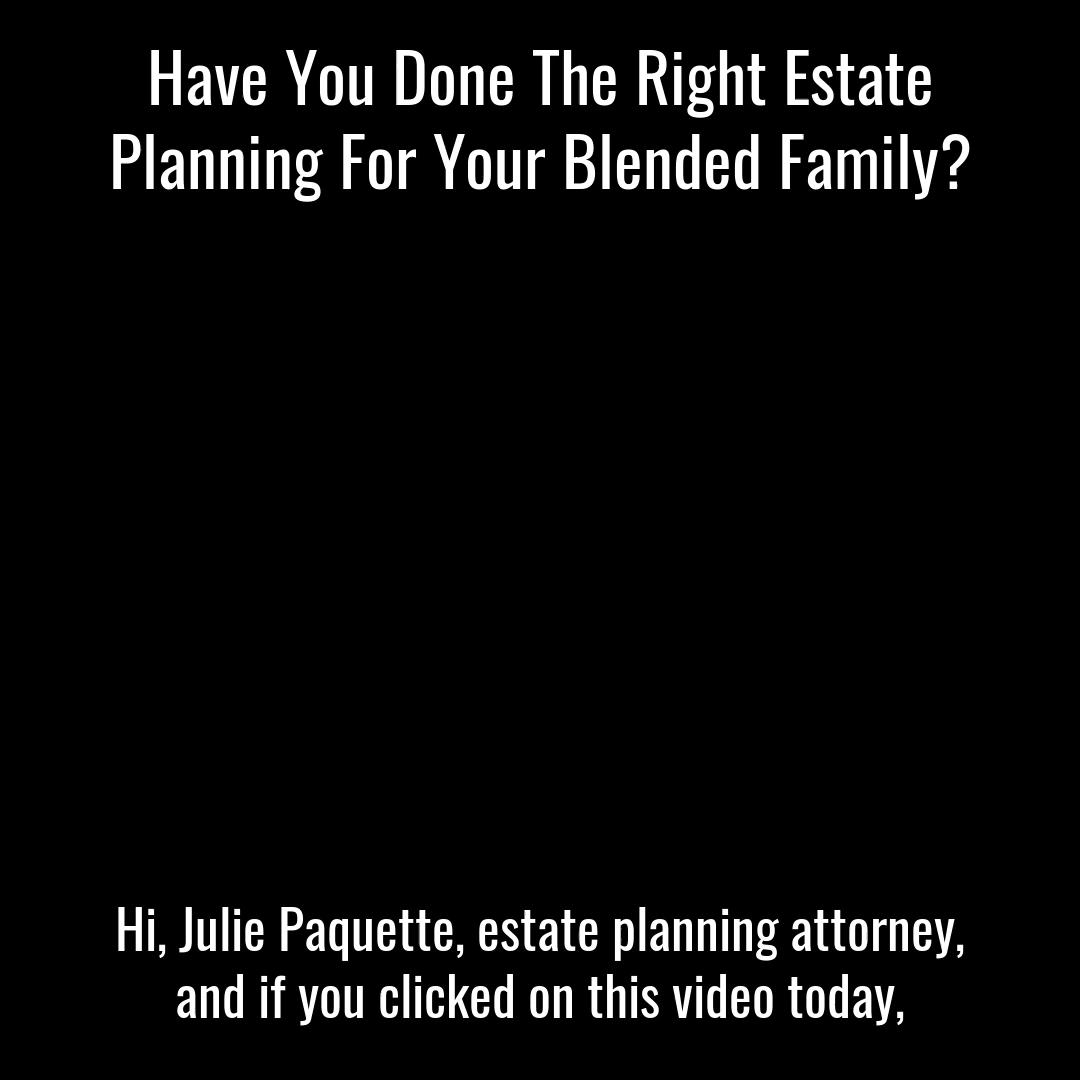 Have You Done The Right Estate
Planning For Your Blended Family?
Hi, Julie Paquette, estate planning attorney,
and if you clicked on this video today,